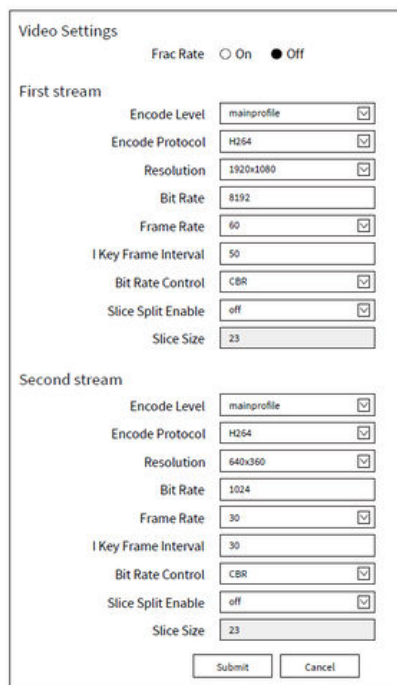 Video Settings
Frac Rate On Off
First stream
Encode Level mainprofile
Encode Protocol H264
Resolution 1920x1080
Bit Rate 8192
Frame Rate 60
I Key Frame Interval 50
Bit Rate Control CBR
Slice Split Enable off
Slice Size 23
Second stream
Encode Level mainprofile
Encode Protocol H264
Resolution 640x360
Bit Rate 1024
Frame Rate 30
I Key Frame Interval 30
Bit Rate Control CBR
Slice Split Enable off
Slice Size 23
Submit Cancel